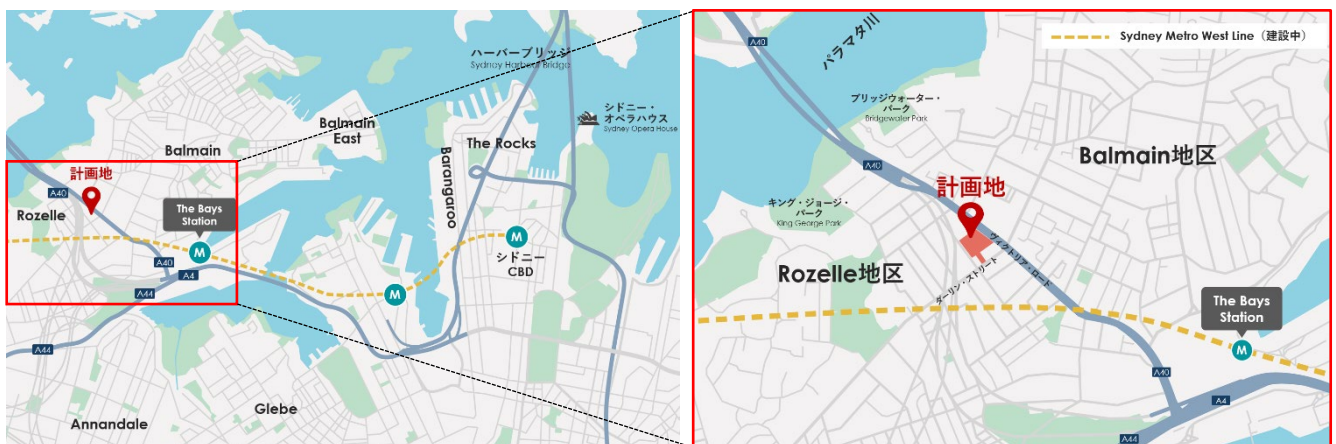 ハーバーブリッジ
Sydney Harbour Bridge
シドニー・
オペラハウス
Sydney Opera House
Balmain
East
Balmain
The Rocks
Barangaroo
計画地
A40
Rozelle
The Bays
Station
M
M
シドニー
CBD
M
A40
A4
A44
A44
Glebe
Annandale
Sydney Metro West Line（建設中）
A40
パラマタ川
ブリッジウォーター・
パーク
Bridgewater Park
A40
Balmain地区
計画地
キング・ジョージ・
パーク
King George Park
ヴィクトリア・ロード
Rozelle地区
ダーリン・ストリート
The Bays
Station
M
A40
A4
A44